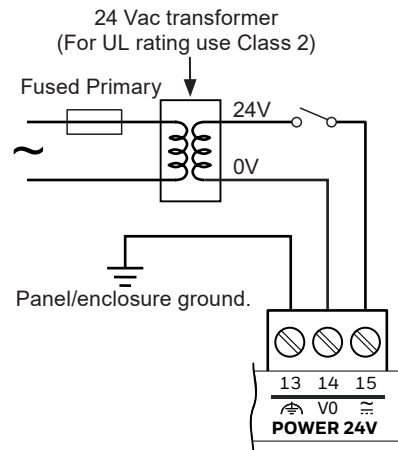 24 Vac transformer
(For UL rating use Class 2)
Fused Primary
24V
~
0V
Panel/enclosure ground.
13 14 15
V0
POWER 24V